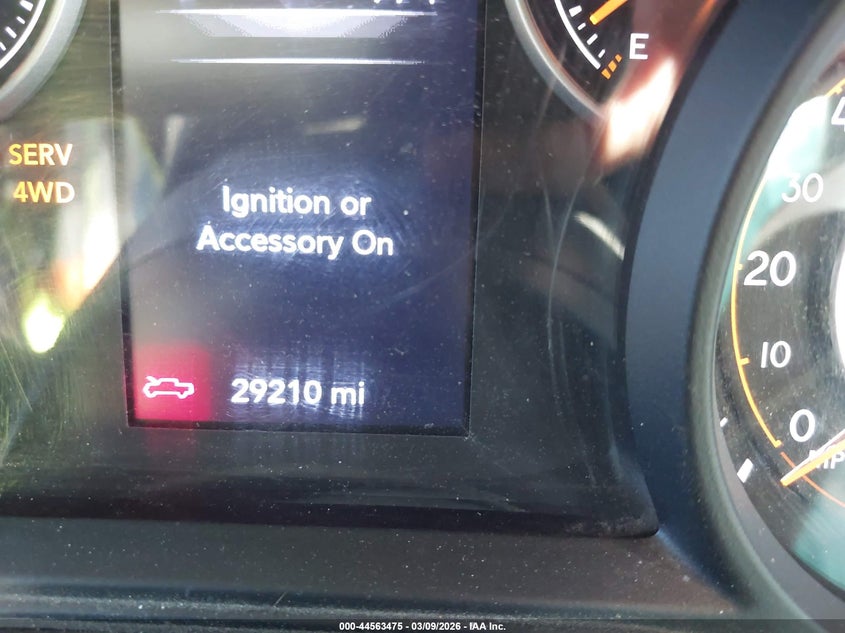 E
SERV
4WD
Ignition or
Accessory On
29210 mi
30
20
10
0
000-44563475 - 03/09/2026 - IAA Inc.